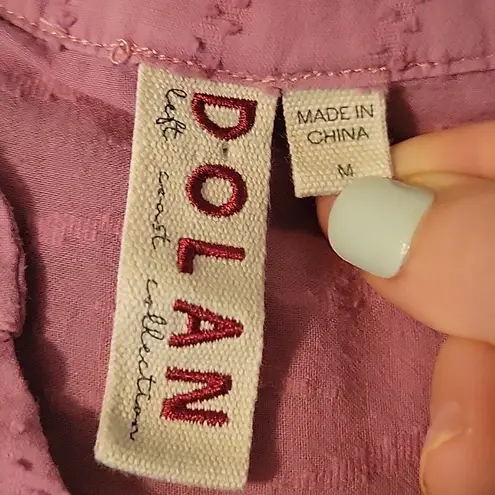 DOLAN
left coast collection
MADE IN
CHINA
M